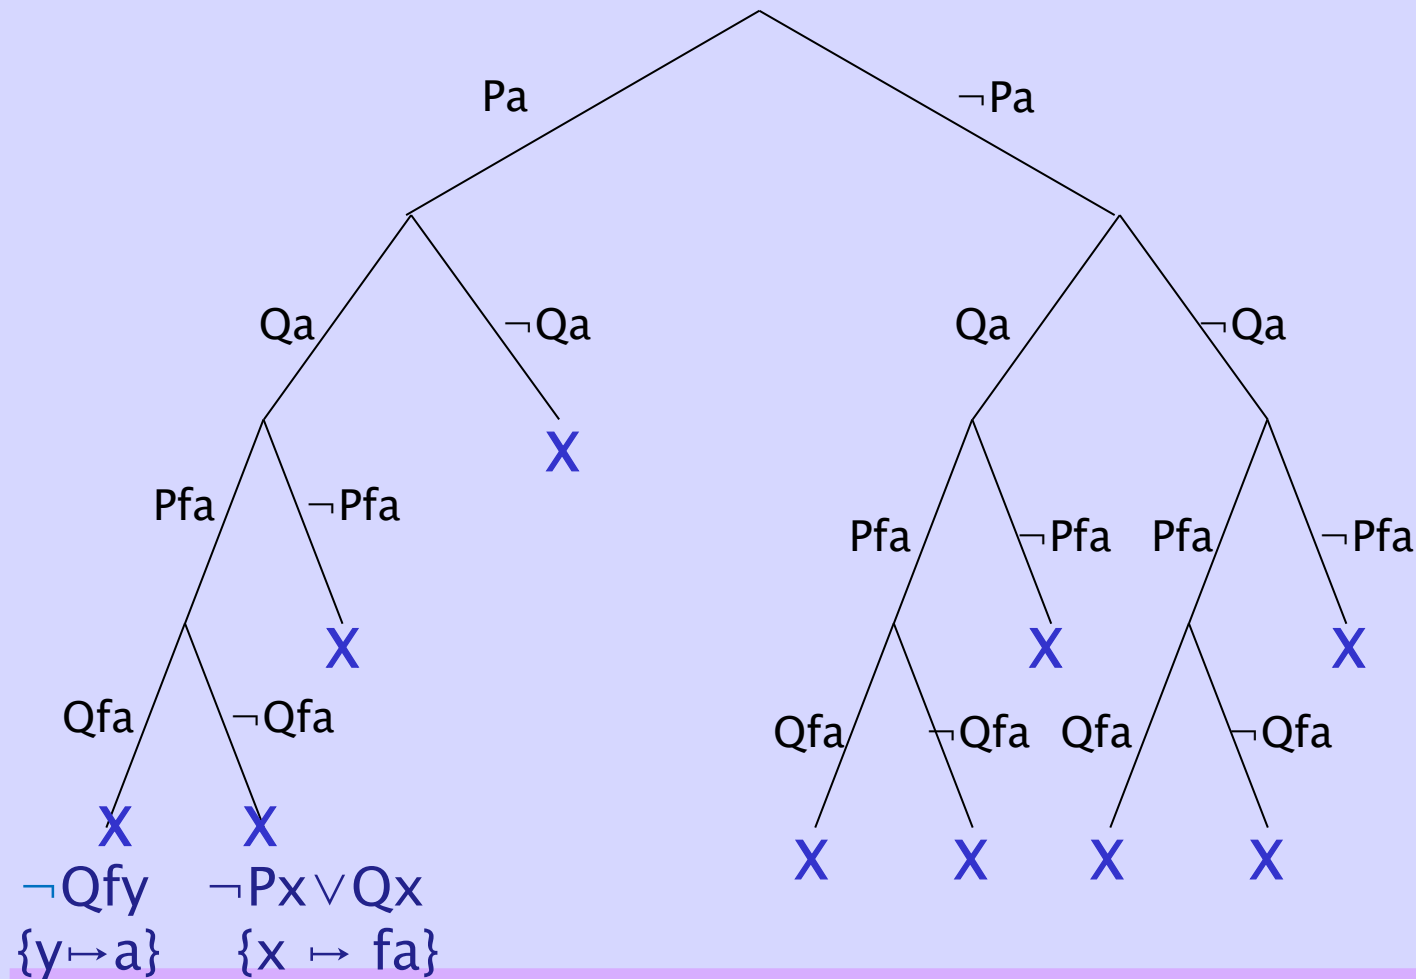 Pa ¬Pa
Qa ¬Qa Qa ¬Qa
X
Pfa ¬Pfa Pfa ¬Pfa Pfa ¬Pfa
X X X
Qfa ¬Qfa Qfa ¬Qfa Qfa ¬Qfa
X X X X X X
¬Qfy ¬Px∨Qx
{y↦a} {x ↦ fa}